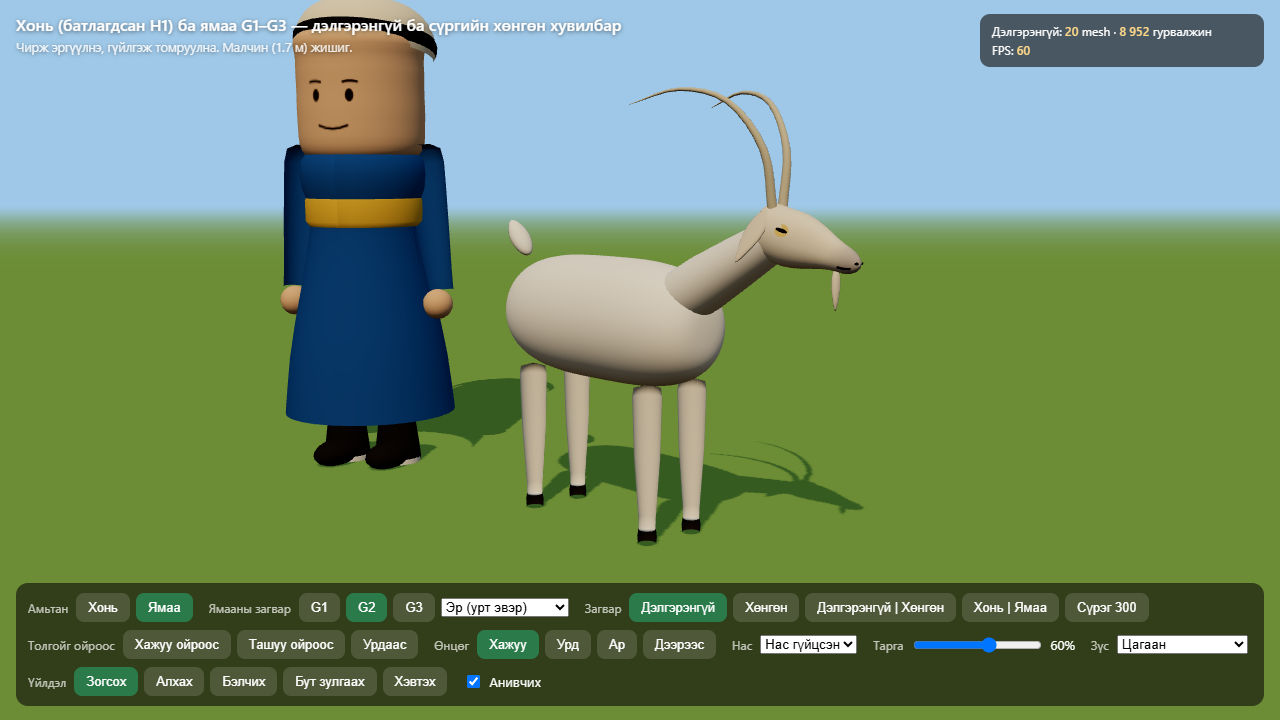 Хонь (батлагдсан H1) ба ямаа G1–G3 — дэлгэрэнгүй ба сүргийн хөнгөн хувилбар
Чирж эргүүлнэ, гүйлгэж томруулна. Малчин (1.7 м) жишиг.
Дэлгэрэнгүй: 20 mesh · 8 952 гурвалжин
FPS: 60
Амьтан Хонь Ямаа Ямааны загвар G1 G2 G3 Эр (урт эвэр) Загвар Дэлгэрэнгүй Хөнгөн Дэлгэрэнгүй | Хөнгөн Хонь | Ямаа Сүрэг 300
Толгойг ойроос Хажуу ойроос Ташуу ойроос Урдаас Өнцөг Хажуу Урд Ар Дээрээс Нас Нас гүйцсэн Тарга 60% Зүс Цагаан
Үйлдэл Зогсох Алхах Бэлчих Бут зулгаах Хэвтэх Анивчих